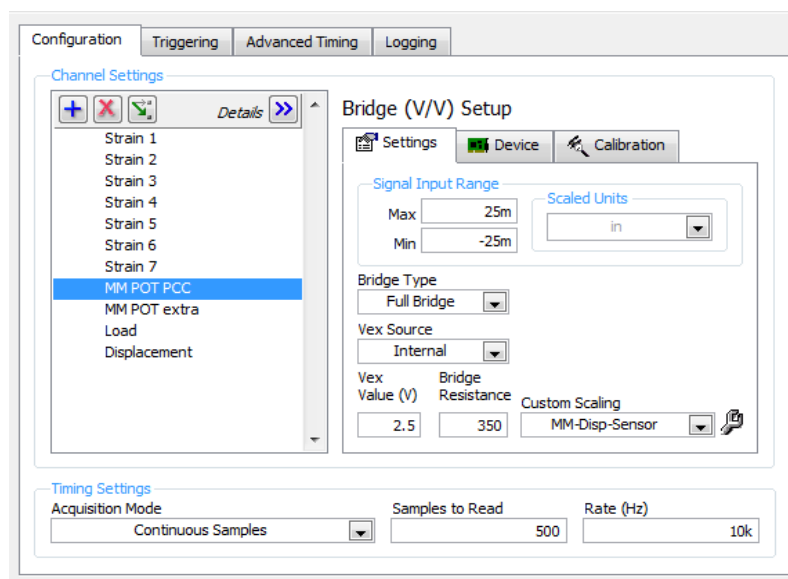 Configuration Triggering Advanced Timing Logging
Channel Settings
Details
Strain 1
Strain 2
Strain 3
Strain 4
Strain 5
Strain 6
Strain 7
MM POT PCC
MM POT extra
Load
Displacement
Bridge (V/V) Setup
Settings Device Calibration
Signal Input Range
Scaled Units
Max 25m
in
Min -25m
Bridge Type
Full Bridge
Vex Source
Internal
Vex Value (V)
Bridge Resistance
Custom Scaling
2.5 350 MM-Disp-Sensor
Timing Settings
Acquisition Mode Samples to Read Rate (Hz)
Continuous Samples 500 10k